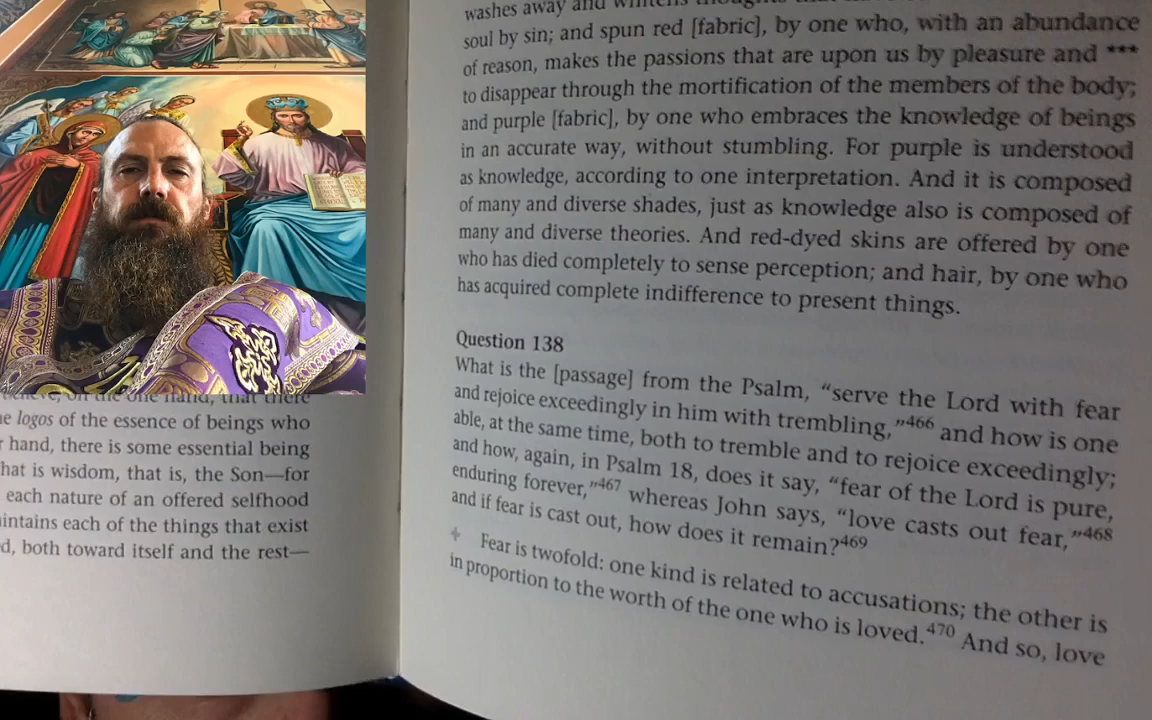 he logos of the essence of beings who
hand, there is some essential being
hat is wisdom, that is, the Son—for
each nature of an offered selfhood
aintains each of the things that exist
d, both toward itself and the rest—
washes away and whitens thoughts that
soul by sin; and spun red [fabric], by one who, with an abundance
of reason, makes the passions that are upon us by pleasure and ***
to disappear through the mortification of the members of the body;
and purple [fabric], by one who embraces the knowledge of beings
in an accurate way, without stumbling. For purple is understood
as knowledge, according to one interpretation. And it is composed
of many and diverse shades, just as knowledge also is composed of
many and diverse theories. And red-dyed skins are offered by one
who has died completely to sense perception; and hair, by one who
has acquired complete indifference to present things.
Question 138
What is the [passage] from the Psalm, “serve the Lord with fear
and rejoice exceedingly in him with trembling,”466 and how is one
able, at the same time, both to tremble and to rejoice exceedingly;
and how, again, in Psalm 18, does it say, “fear of the Lord is pure,
enduring forever,”467 whereas John says, “love casts out fear,”468
and if fear is cast out, how does it remain?469
Fear is twofold: one kind is related to accusations; the other is
in proportion to the worth of the one who is loved.470 And so, love